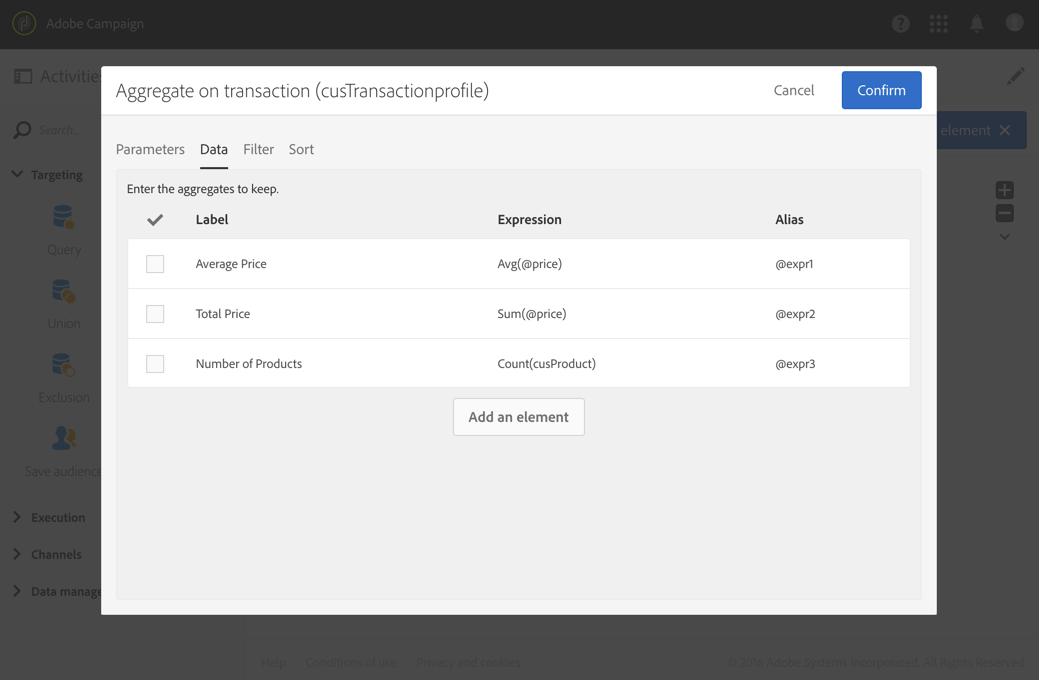 Adobe Campaign
Activitie
Aggregate on transaction (cusTransactionprofile)
Cancel
Confirm
Search..
element
Parameters Data Filter Sort
Targeting
Enter the aggregates to keep.
Label Expression Alias
Query
Average Price Avg(@price) @expr1
Union
Total Price Sum(@price) @expr2
Exclusion
Number of Products Count(cusProduct) @expr3
Add an element
Save audience
Execution
Channels
Data manage
Help Conditions of use Privacy and cookies © 2016 Adobe Systems Incorporated. All Rights Reserved.